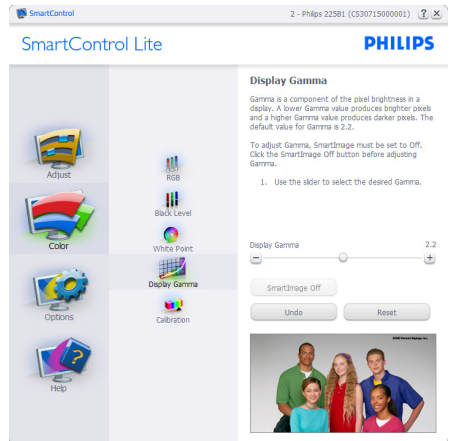 SmartControl
2 - Philips 225B1 (CS30715000001)
?
X
SmartControl Lite
PHILIPS
Adjust
Color
Options
Help
RGB
Black Level
White Point
Display Gamma
Calibration
Display Gamma
Gamma is a component of the pixel brightness in a
display. A lower Gamma value produces brighter pixels
and a higher Gamma value produces darker pixels. The
default value for Gamma is 2.2.
To adjust Gamma, SmartImage must be set to Off.
Click the SmartImage Off button before adjusting
Gamma.
1. Use the slider to select the desired Gamma.
Display Gamma
2.2
SmartImage Off
Undo
Reset